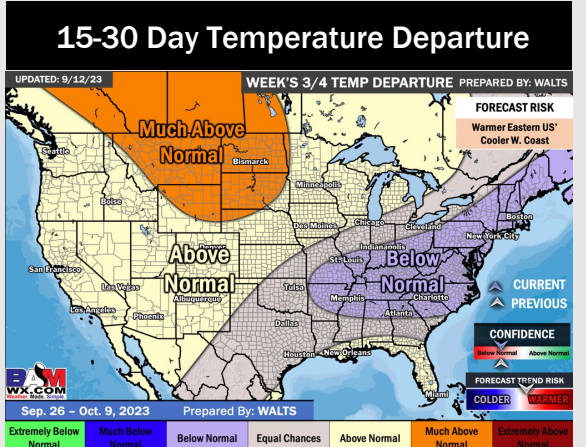 15-30 Day Temperature Departure
UPDATED: 9/12/23
WEEK'S 3/4 TEMP DEPARTURE PREPARED BY: WALTS
FORECAST RISK
Warmer Eastern US'
Cooler W. Coast
Much Above
Normal
Seattle
Bismarck
Minneapolis
Boise
Boston
Chicago
Cleveland
New York City
Des Moines
Indianapolis
Above
Normal
Denver
St. Louis
Below
Normal
San Francisco
Las Vegas
Albuquerque
Tulsa
Memphis
Charlotte
Los Angeles
Phoenix
Atlanta
Dallas
Houston
New Orleans
Miami
CURRENT
PREVIOUS
CONFIDENCE
Below Normal Above Normal
FORECAST TREND RISK
COLDER WARMER
BAM
WX.COM
Weather. Made. Simple.
Sep. 26 – Oct. 9, 2023 Prepared By: WALTS
Extremely Below
Normal
Much Below
Normal
Below Normal
Equal Chances
Above Normal
Much Above
Normal
Extremely Above
Normal